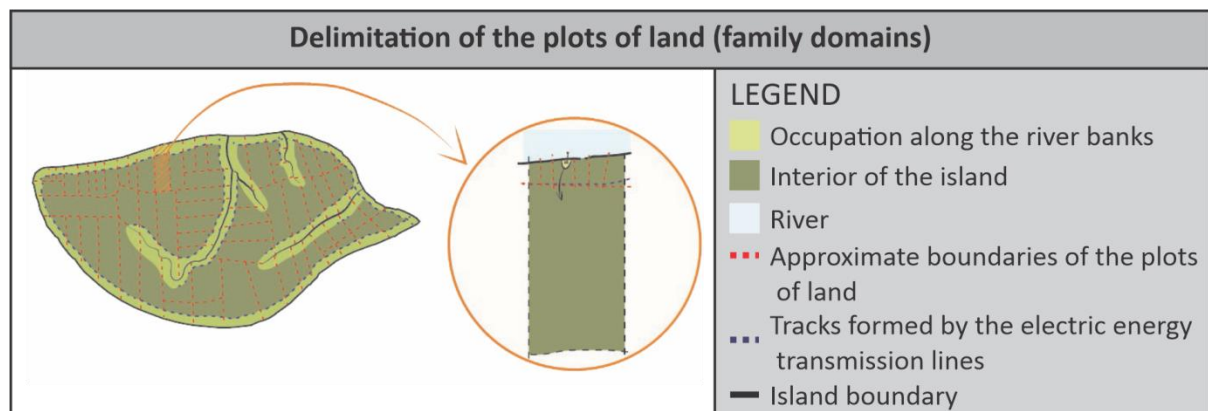 Delimitation of the plots of land (family domains)
LEGEND
Occupation along the river banks
Interior of the island
River
Approximate boundaries of the plots
of land
Tracks formed by the electric energy
transmission lines
Island boundary